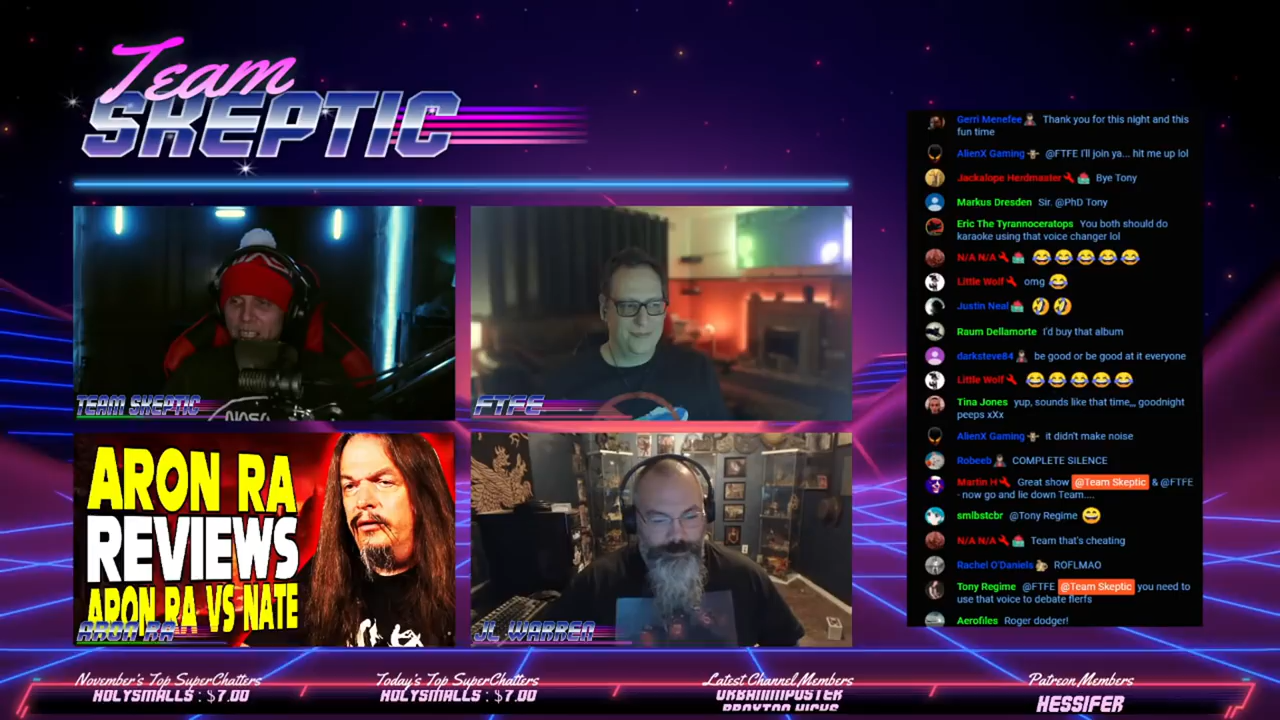 Team
SKEPTIC
TEAM SKEPTIC
NASA
FTFE
ARON RA
REVIEWS
ARON RA VS NATE
ARON RA
JL WARREN
Gerri Menefee Thank you for this night and this
fun time
AlienX Gaming @FTFE I'll join ya... hit me up lol
Jackalope Herdmaster Bye Tony
Markus Dresden Sir. @PhD Tony
Eric The Tyrannoceratops You both should do
karaoke using that voice changer lol
N/A N/A 😂😂😂😂😂
Little Wolf omg 😂
Justin Neal 🤣🤣
Raum Dellamorte I'd buy that album
darksteve84 be good or be good at it everyone
Little Wolf 😂😂😂😂😂
Tina Jones yup, sounds like that time,,, goodnight
peeps xXx
AlienX Gaming it didn't make noise
Robeeb COMPLETE SILENCE
Martin H Great show @Team Skeptic & @FTFE
- now go and lie down Team....
smlbstcbr @Tony Regime 😄
N/A N/A Team that's cheating
Rachel O'Daniels ROFLMAO
Tony Regime @FTFE @Team Skeptic you need to
use that voice to debate flerfs
Aerofiles Roger dodger!
November's Top SuperChatters
HOLYSMALLS : $7.00
Today's Top SuperChatters
HOLYSMALLS : $7.00
Latest Channel Members
URBANIMPOSTER
BRAXTON HICKS
Patreon Members
HESSIFER